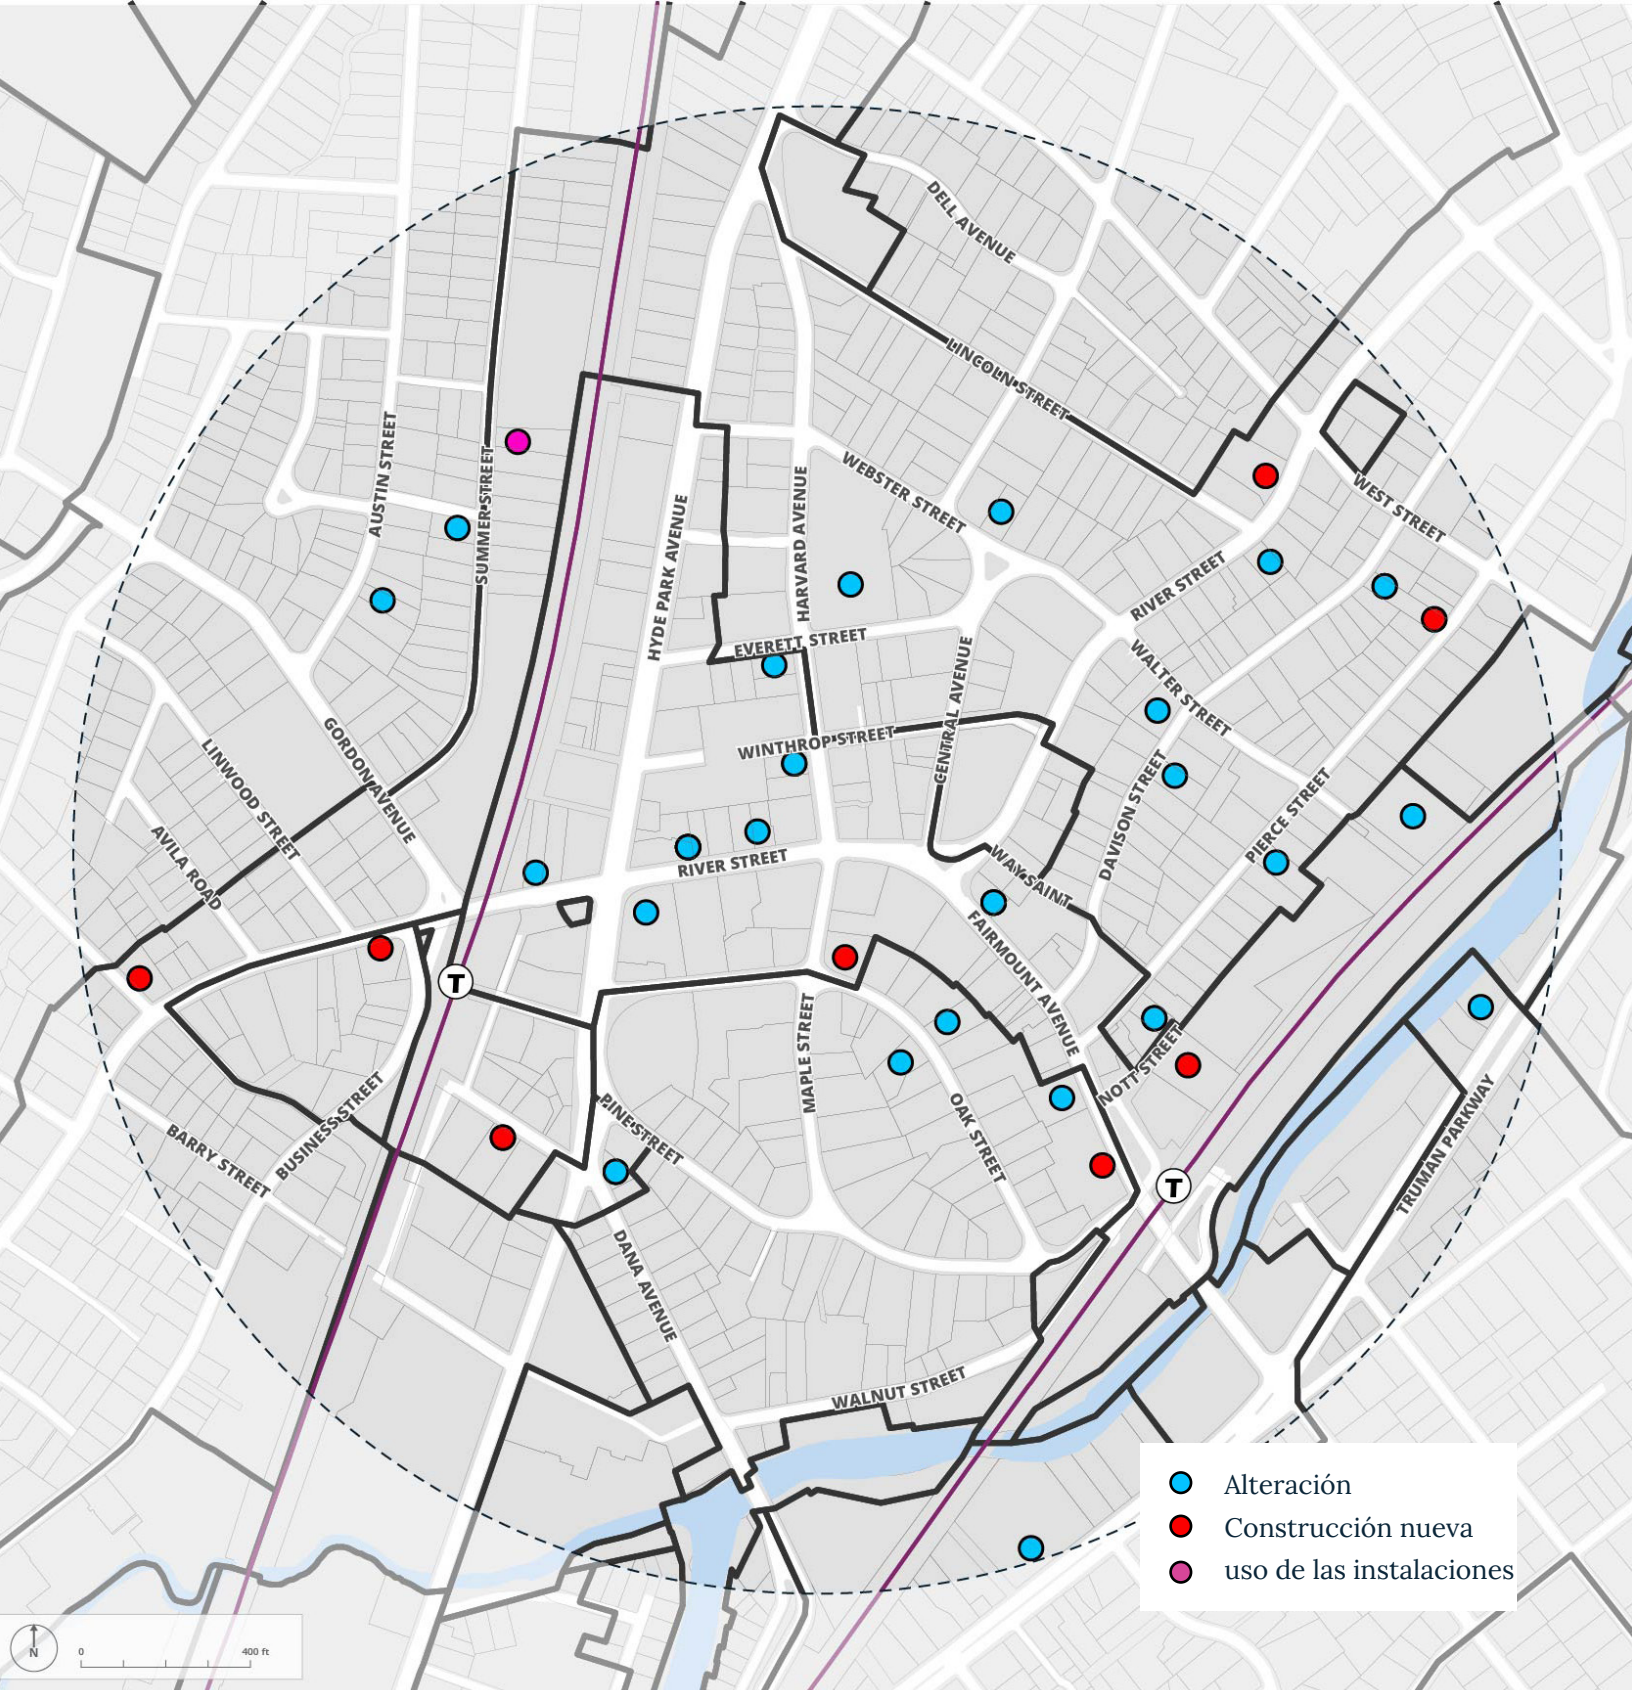 DELL AVENUE
LINCOLN STREET
AUSTIN STREET
SUMMER STREET
HYDE PARK AVENUE
HARVARD AVENUE
WEBSTER STREET
WEST STREET
RIVER STREET
EVERETT STREET
WALTER STREET
CENTRAL AVENUE
WINTHROP STREET
GORDON AVENUE
LINWOOD STREET
AVILA ROAD
DAVISON STREET
PIERCE STREET
RIVER STREET
WAY SAINT
FAIRMOUNT AVENUE
T
MAPLE STREET
NOTT STREET
OAK STREET
PINE STREET
BUSINESS STREET
BARRY STREET
TRUMAN PARKWAY
T
DANA AVENUE
WALNUT STREET
Alteración
Construcción nueva
uso de las instalaciones
N
0 400 ft